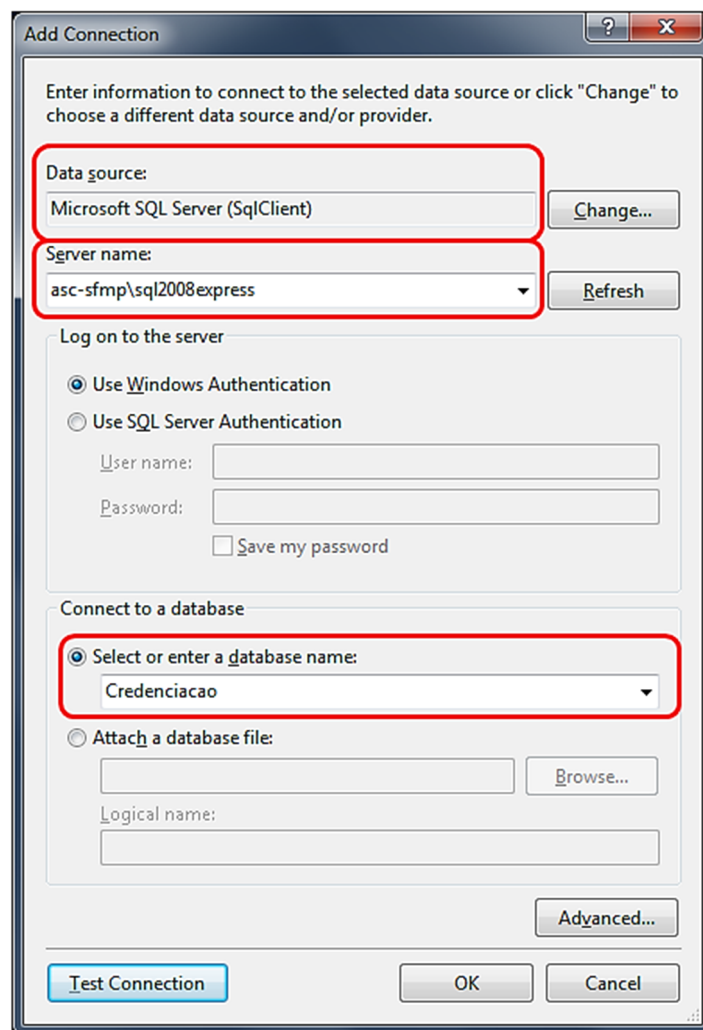 Add Connection
?
Enter information to connect to the selected data source or click "Change" to
choose a different data source and/or provider.
Data source:
Microsoft SQL Server (SqlClient)
Change...
Server name:
asc-sfmp\sql2008express
Refresh
Log on to the server
Use Windows Authentication
Use SQL Server Authentication
User name:
Password:
Save my password
Connect to a database
Select or enter a database name:
Credenciacao
Attach a database file:
Browse...
Logical name:
Advanced...
Test Connection
OK
Cancel